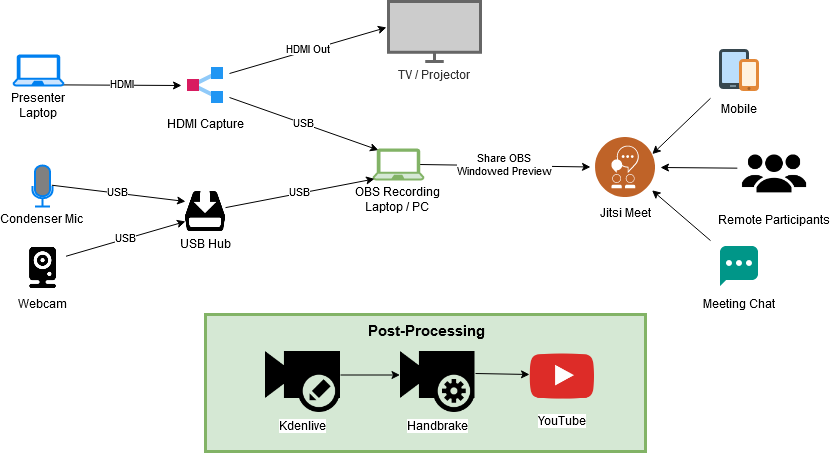 HDMI Out
TV / Projector
HDMI
Presenter
Laptop
HDMI Capture
USB
Mobile
Share OBS
Windowed Preview
OBS Recording
Laptop / PC
Jitsi Meet
USB
Condenser Mic
USB
USB Hub
Remote Participants
USB
Webcam
Meeting Chat
Post-Processing
Kdenlive
Handbrake
YouTube